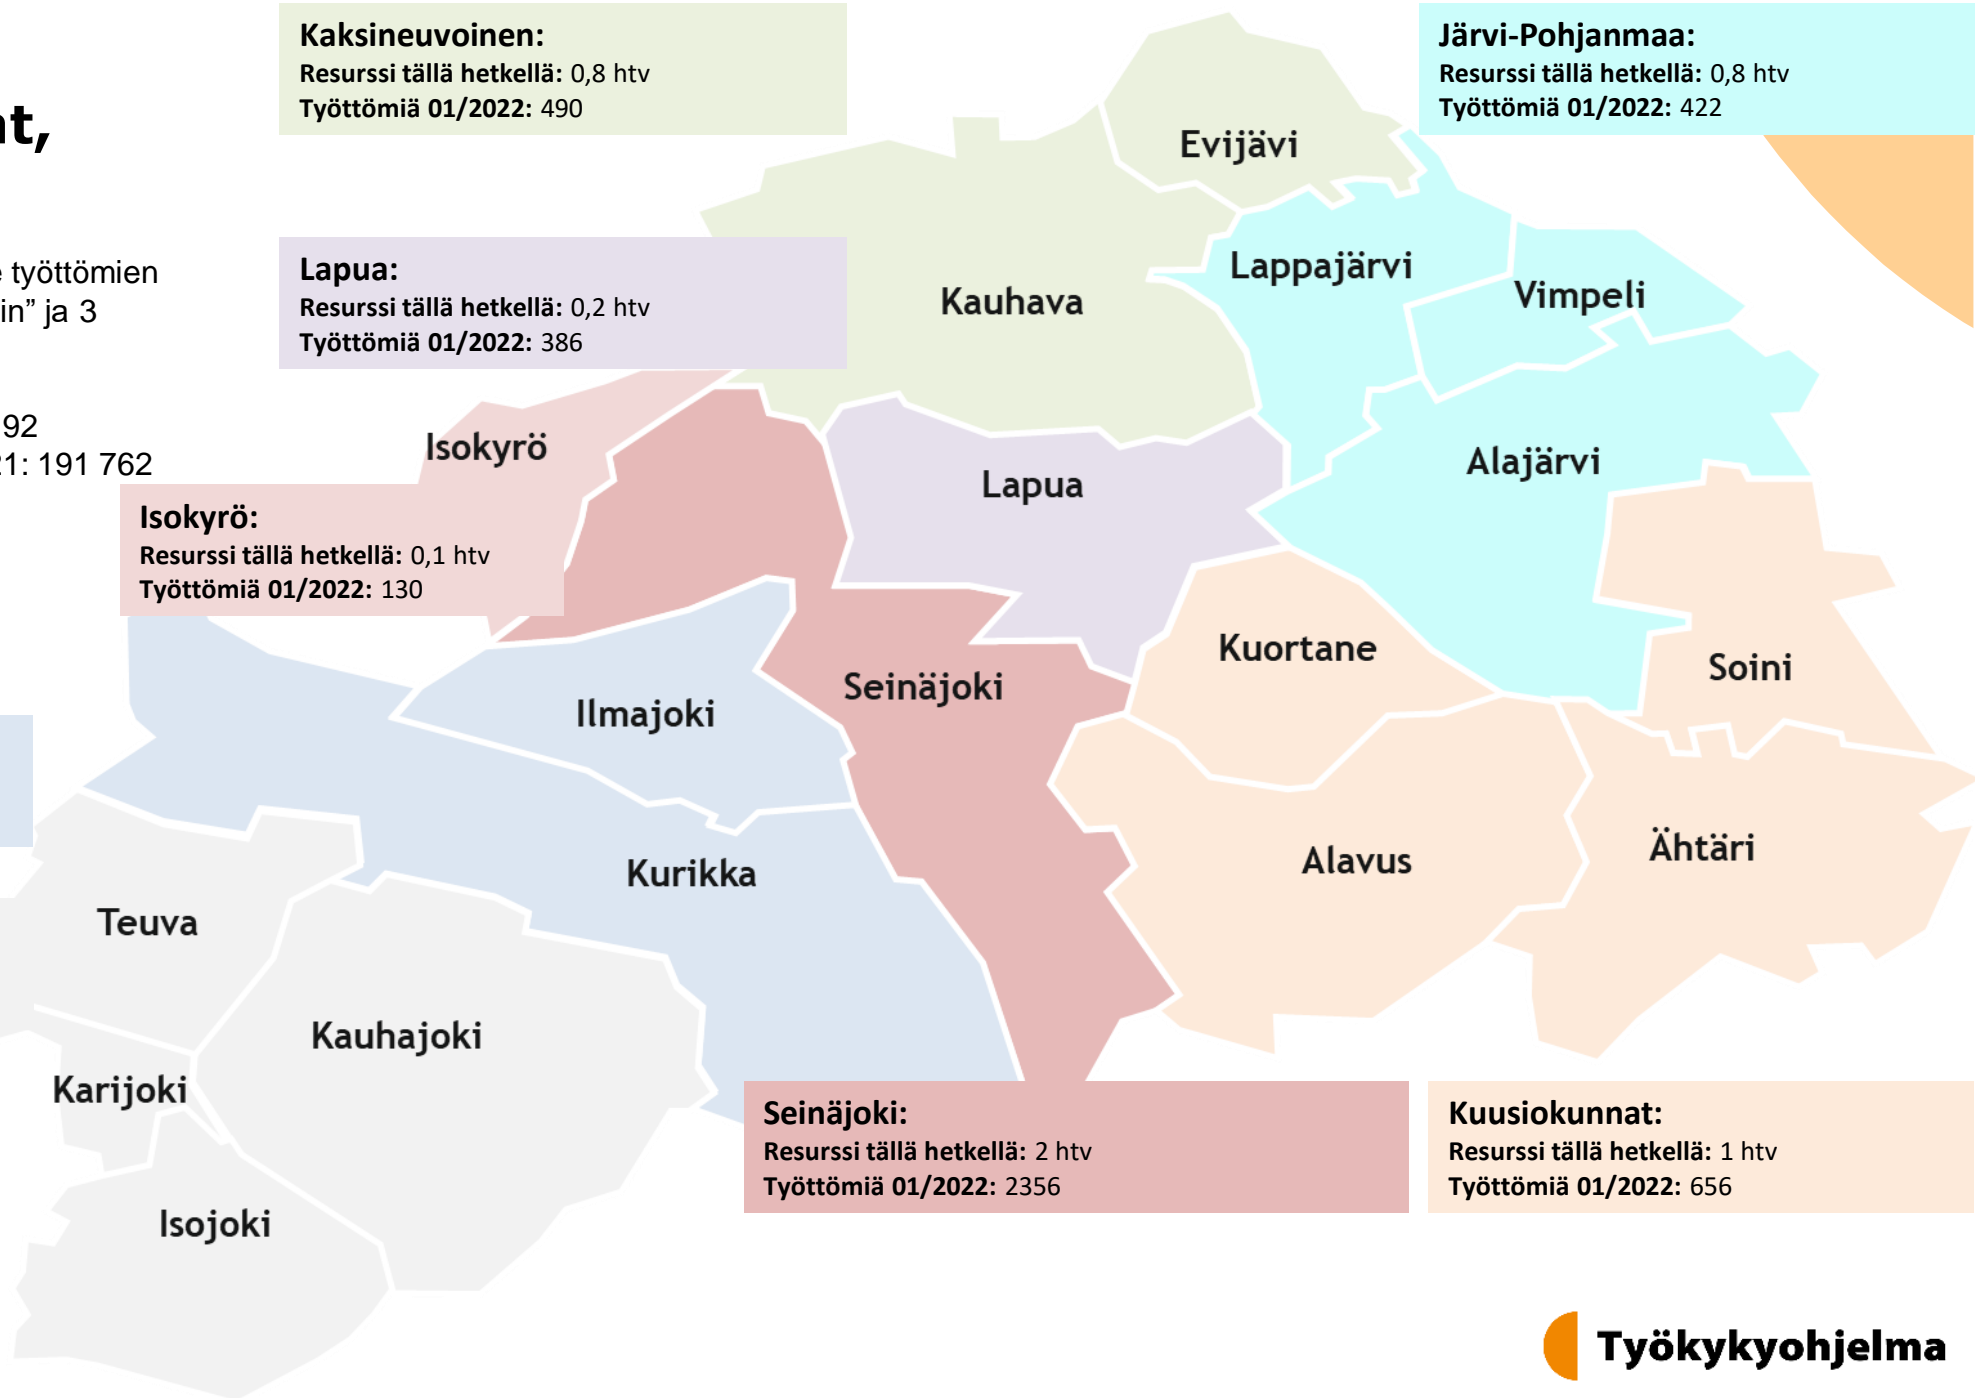 Kaksineuvoinen:
Resurssi tällä hetkellä: 0,8 htv
Työttömiä 01/2022: 490
Järvi-Pohjanmaa:
Resurssi tällä hetkellä: 0,8 htv
Työttömiä 01/2022: 422
t,
työttömien
in” ja 3
92
1: 191 762
Lapua:
Resurssi tällä hetkellä: 0,2 htv
Työttömiä 01/2022: 386
Isokyrö:
Resurssi tällä hetkellä: 0,1 htv
Työttömiä 01/2022: 130
Evijävi
Lappajärvi
Kauhava
Vimpeli
Isokyrö
Alajärvi
Lapua
Kuortane
Soini
Seinäjoki
Ilmajoki
Ähtäri
Alavus
Kurikka
Teuva
Kauhajoki
Karijoki
Isojoki
Seinäjoki:
Resurssi tällä hetkellä: 2 htv
Työttömiä 01/2022: 2356
Kuusiokunnat:
Resurssi tällä hetkellä: 1 htv
Työttömiä 01/2022: 656
Työkykyohjelma